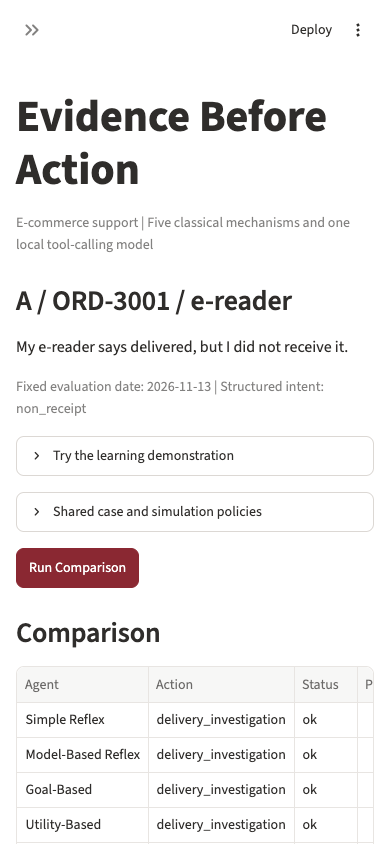 Deploy
Evidence Before
Action
E-commerce support | Five classical mechanisms and one
local tool-calling model
A / ORD-3001 / e-reader
My e-reader says delivered, but I did not receive it.
Fixed evaluation date: 2026-11-13 | Structured intent:
non_receipt
Try the learning demonstration
Shared case and simulation policies
Run Comparison
Comparison
Agent Action Status P
Simple Reflex delivery_investigation ok
Model-Based Reflex delivery_investigation ok
Goal-Based delivery_investigation ok
Utility-Based delivery_investigation ok